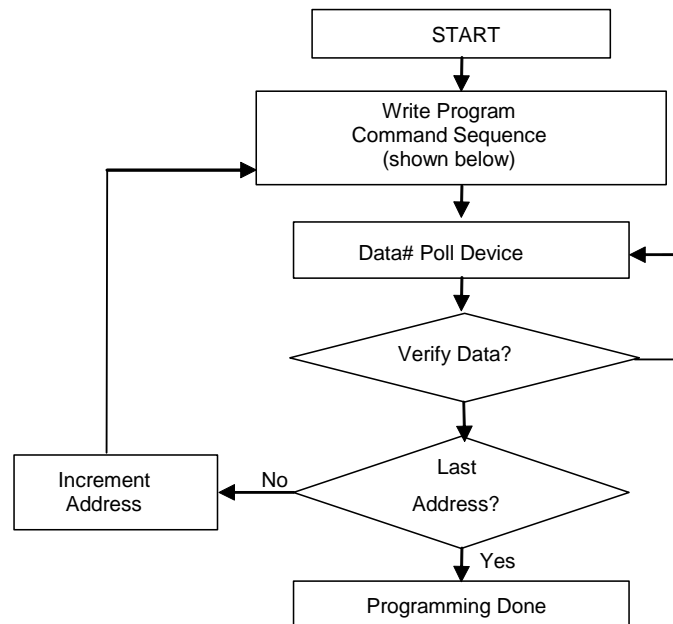 START
Write Program
Command Sequence
(shown below)
Data# Poll Device
Verify Data?
Last
Address?
No
Increment
Address
Yes
Programming Done